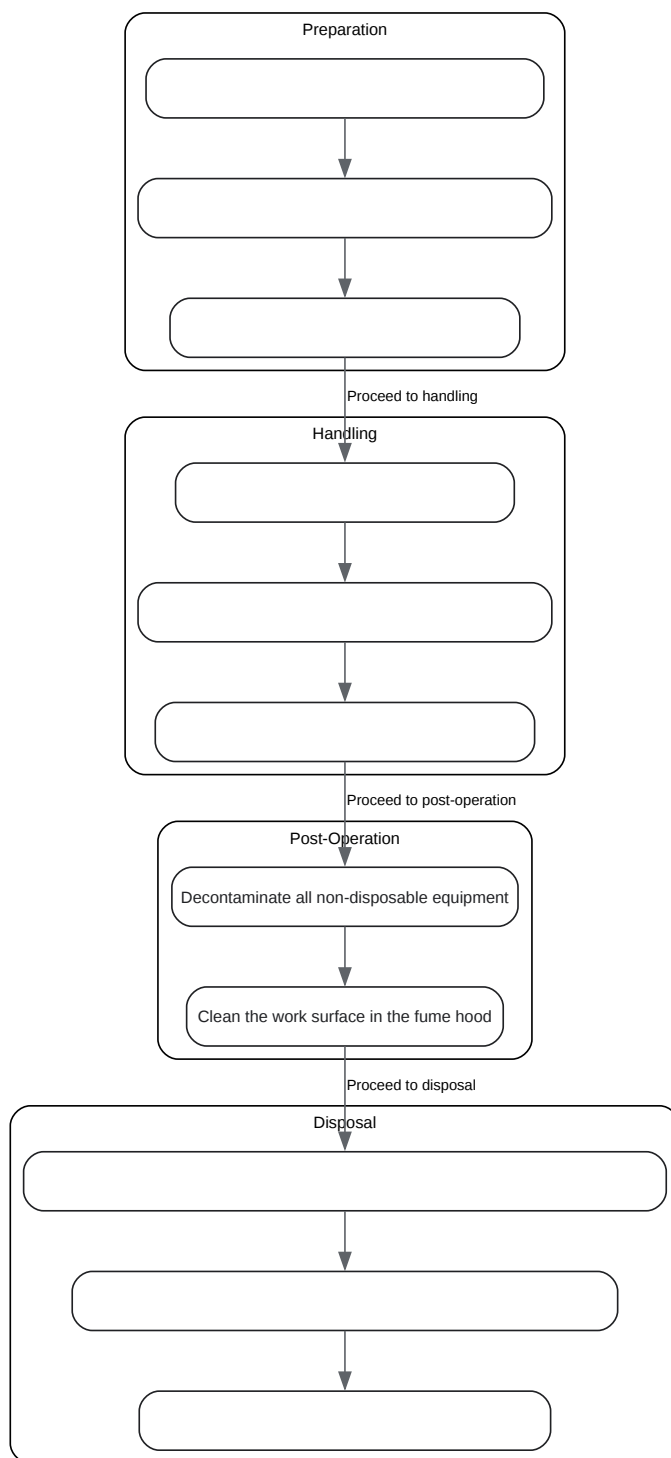 Preparation
Proceed to handling
Handling
Proceed to post-operation
Post-Operation
Decontaminate all non-disposable equipment
Clean the work surface in the fume hood
Proceed to disposal
Disposal